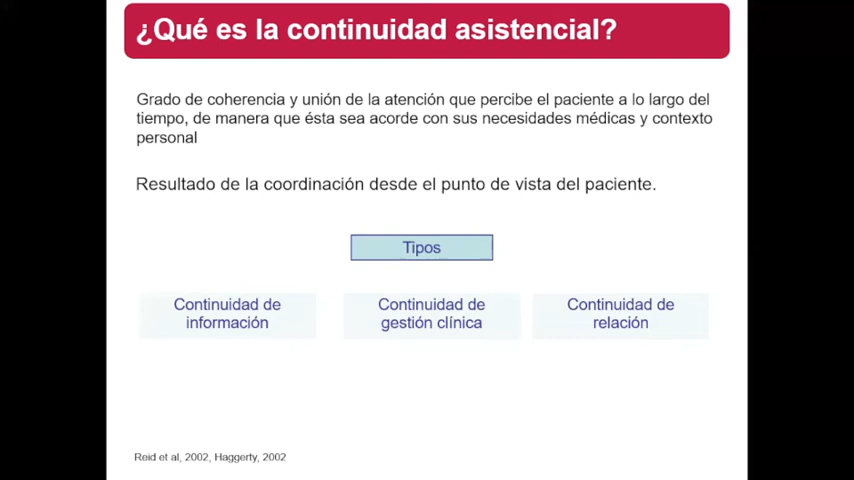 ¿Qué es la continuidad asistencial?
Grado de coherencia y unión de la atención que percibe el paciente a lo largo del
tiempo, de manera que ésta sea acorde con sus necesidades médicas y contexto
personal
Resultado de la coordinación desde el punto de vista del paciente.
Tipos
Continuidad de
información
Continuidad de
gestión clínica
Continuidad de
relación
Reid et al, 2002, Haggerty, 2002